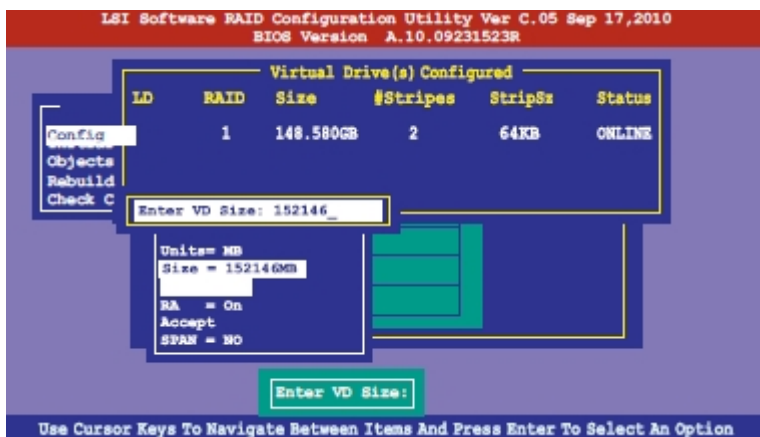 LSI Software RAID Configuration Utility Ver C.05 Sep 17,2010
BIOS Version A.10.09231523R
Virtual Drive(s) Configured
LD RAID Size #Stripes StripSz Status
1 148.580GB 2 64KB ONLINE
Config
Objects
Rebuild
Check C
Enter VD Size: 152146_
Units= MB
Size = 152146MB
RA = On
Accept
SPAN = NO
Enter VD Size:
Use Cursor Keys To Navigate Between Items And Press Enter To Select An Option